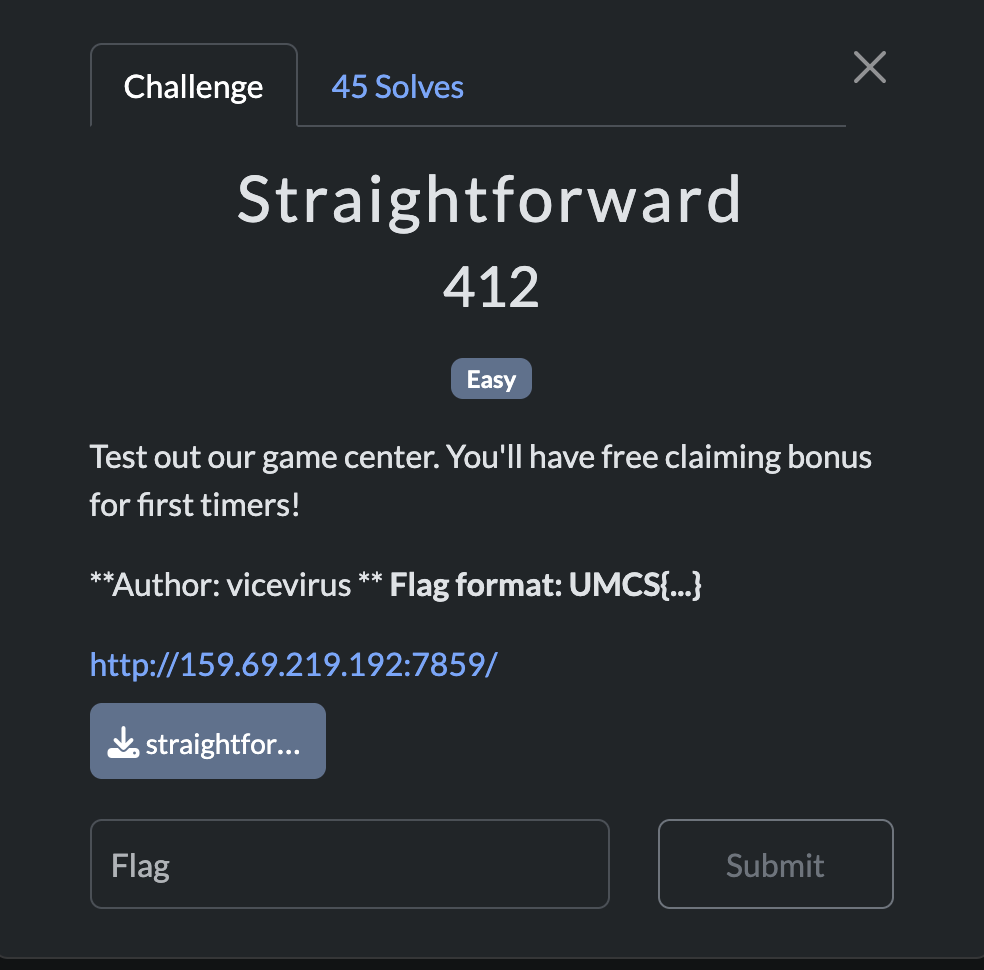 Challenge
45 Solves
Straightforward
412
Easy
Test out our game center. You'll have free claiming bonus
for first timers!
**Author: vicevirus ** Flag format: UMCS{...}
http://159.69.219.192:7859/
straightfor...
Flag
Submit